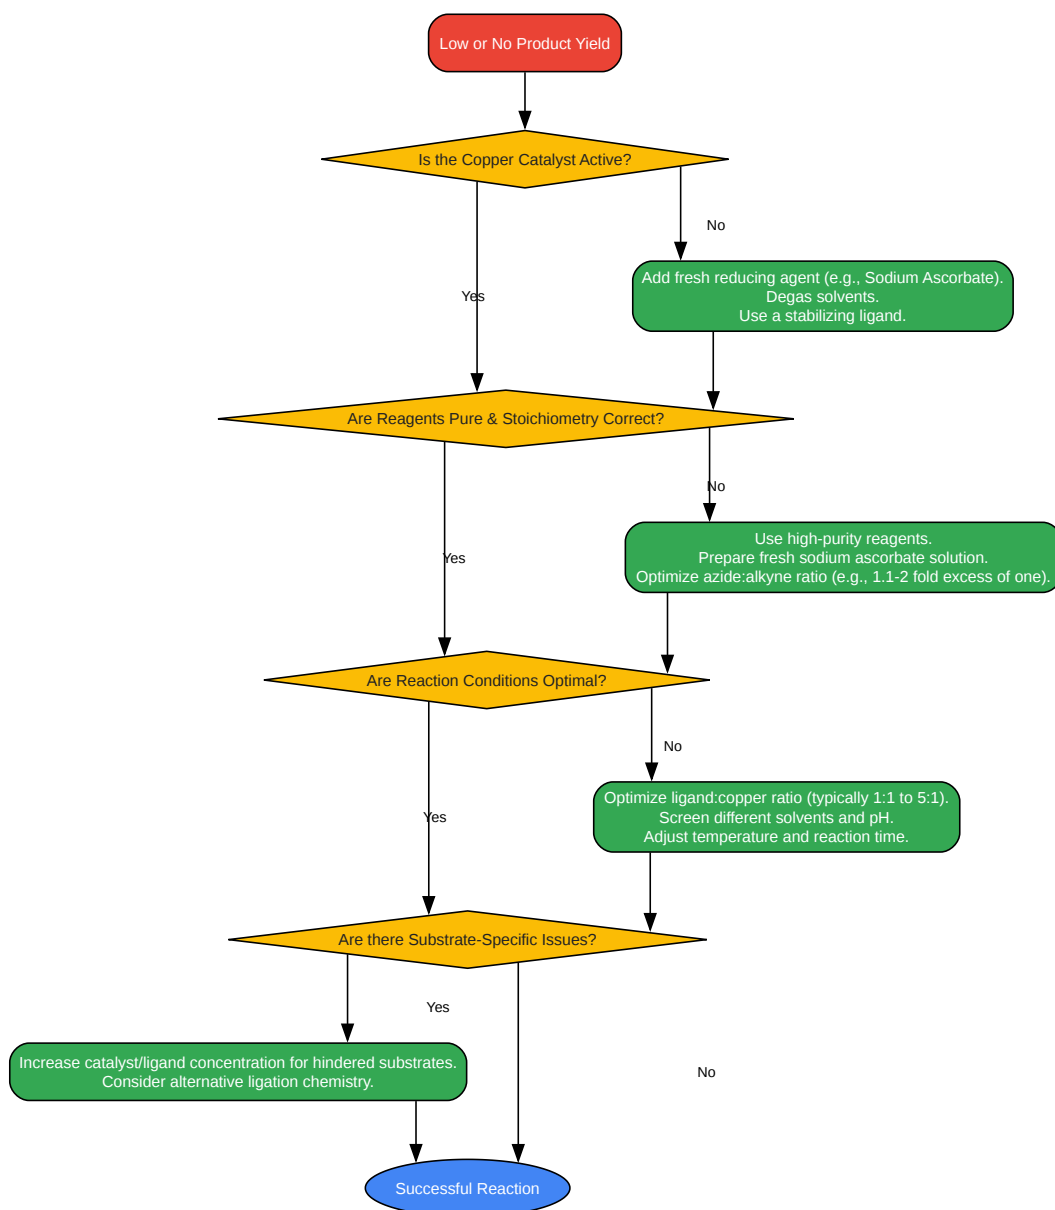 Low or No Product Yield
Is the Copper Catalyst Active?
No
Add fresh reducing agent (e.g., Sodium Ascorbate).
Degas solvents.
Use a stabilizing ligand.
Yes
Are Reagents Pure & Stoichiometry Correct?
No
Use high-purity reagents.
Prepare fresh sodium ascorbate solution.
Optimize azide:alkyne ratio (e.g., 1.1-2 fold excess of one).
Yes
Are Reaction Conditions Optimal?
No
Optimize ligand:copper ratio (typically 1:1 to 5:1).
Screen different solvents and pH.
Adjust temperature and reaction time.
Yes
Are there Substrate-Specific Issues?
Yes
Increase catalyst/ligand concentration for hindered substrates.
Consider alternative ligation chemistry.
No
Successful Reaction